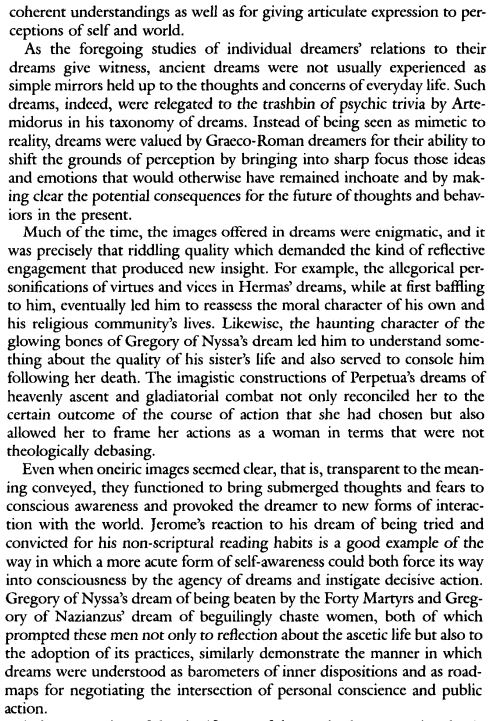 coherent understandings as well as for giving articulate expression to per-
ceptions of self and world.
As the foregoing studies of individual dreamers' relations to their
dreams give witness, ancient dreams were not usually experienced as
simple mirrors held up to the thoughts and concerns of everyday life. Such
dreams, indeed, were relegated to the trashbin of psychic trivia by Arte-
midorus in his taxonomy of dreams. Instead of being seen as mimetic to
reality, dreams were valued by Graeco-Roman dreamers for their ability to
shift the grounds of perception by bringing into sharp focus those ideas
and emotions that would otherwise have remained inchoate and by mak-
ing clear the potential consequences for the future of thoughts and behav-
iors in the present.
Much of the time, the images offered in dreams were enigmatic, and it
was precisely that riddling quality which demanded the kind of reflective
engagement that produced new insight. For example, the allegorical per-
sonifications of virtues and vices in Hermas' dreams, while at first baffling
to him, eventually led him to reassess the moral character of his own and
his religious community's lives. Likewise, the haunting character of the
glowing bones of Gregory of Nyssa's dream led him to understand some-
thing about the quality of his sister's life and also served to console him
following her death. The imagistic constructions of Perpetua's dreams of
heavenly ascent and gladiatorial combat not only reconciled her to the
certain outcome of the course of action that she had chosen but also
allowed her to frame her actions as a woman in terms that were not
theologically debasing.
Even when oneiric images seemed clear, that is, transparent to the mean-
ing conveyed, they functioned to bring submerged thoughts and fears to
conscious awareness and provoked the dreamer to new forms of interac-
tion with the world. Jerome's reaction to his dream of being tried and
convicted for his non-scriptural reading habits is a good example of the
way in which a more acute form of self-awareness could both force its way
into consciousness by the agency of dreams and instigate decisive action.
Gregory of Nyssa's dream of being beaten by the Forty Martyrs and Greg-
ory of Nazianzus' dream of beguilingly chaste women, both of which
prompted these men not only to reflection about the ascetic life but also to
the adoption of its practices, similarly demonstrate the manner in which
dreams were understood as barometers of inner dispositions and as road-
maps for negotiating the intersection of personal conscience and public
action.